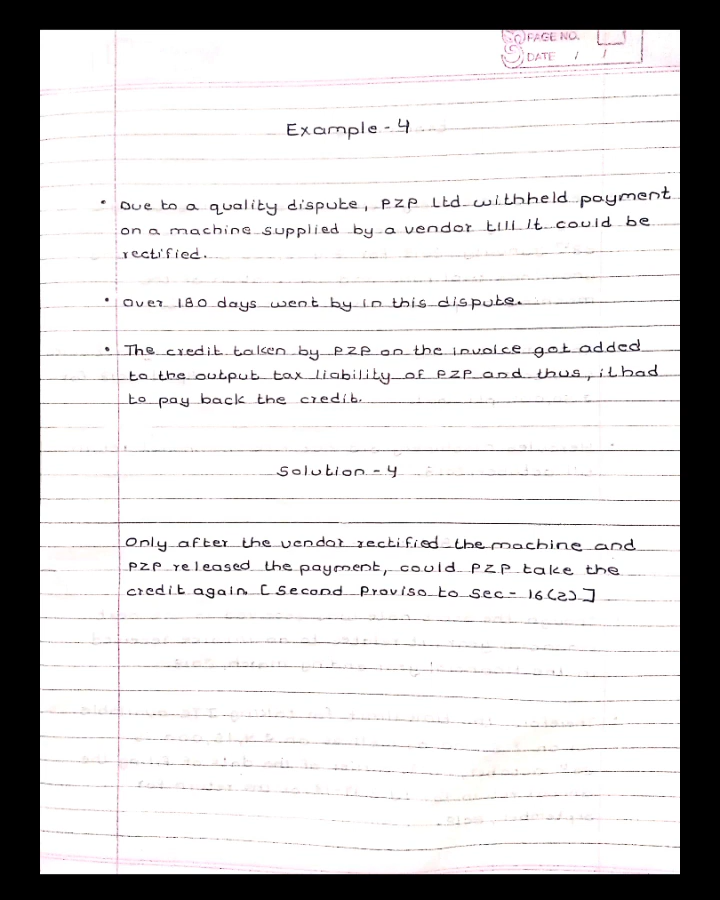 PAGE NO.
DATE / /
Example - 4
• Due to a quality dispute, PZP Ltd withheld payment
on a machine supplied by a vendor till it could be
rectified.
• Over 180 days went by in this dispute.
• The credit taken by PZP on the invoice got added
to the output tax liability of PZP and thus, it had
to pay back the credit.
Solution - 4
Only after the vendor rectified the machine and
PZP released the payment, could PZP take the
credit again [Second Proviso to Sec - 16(2)]